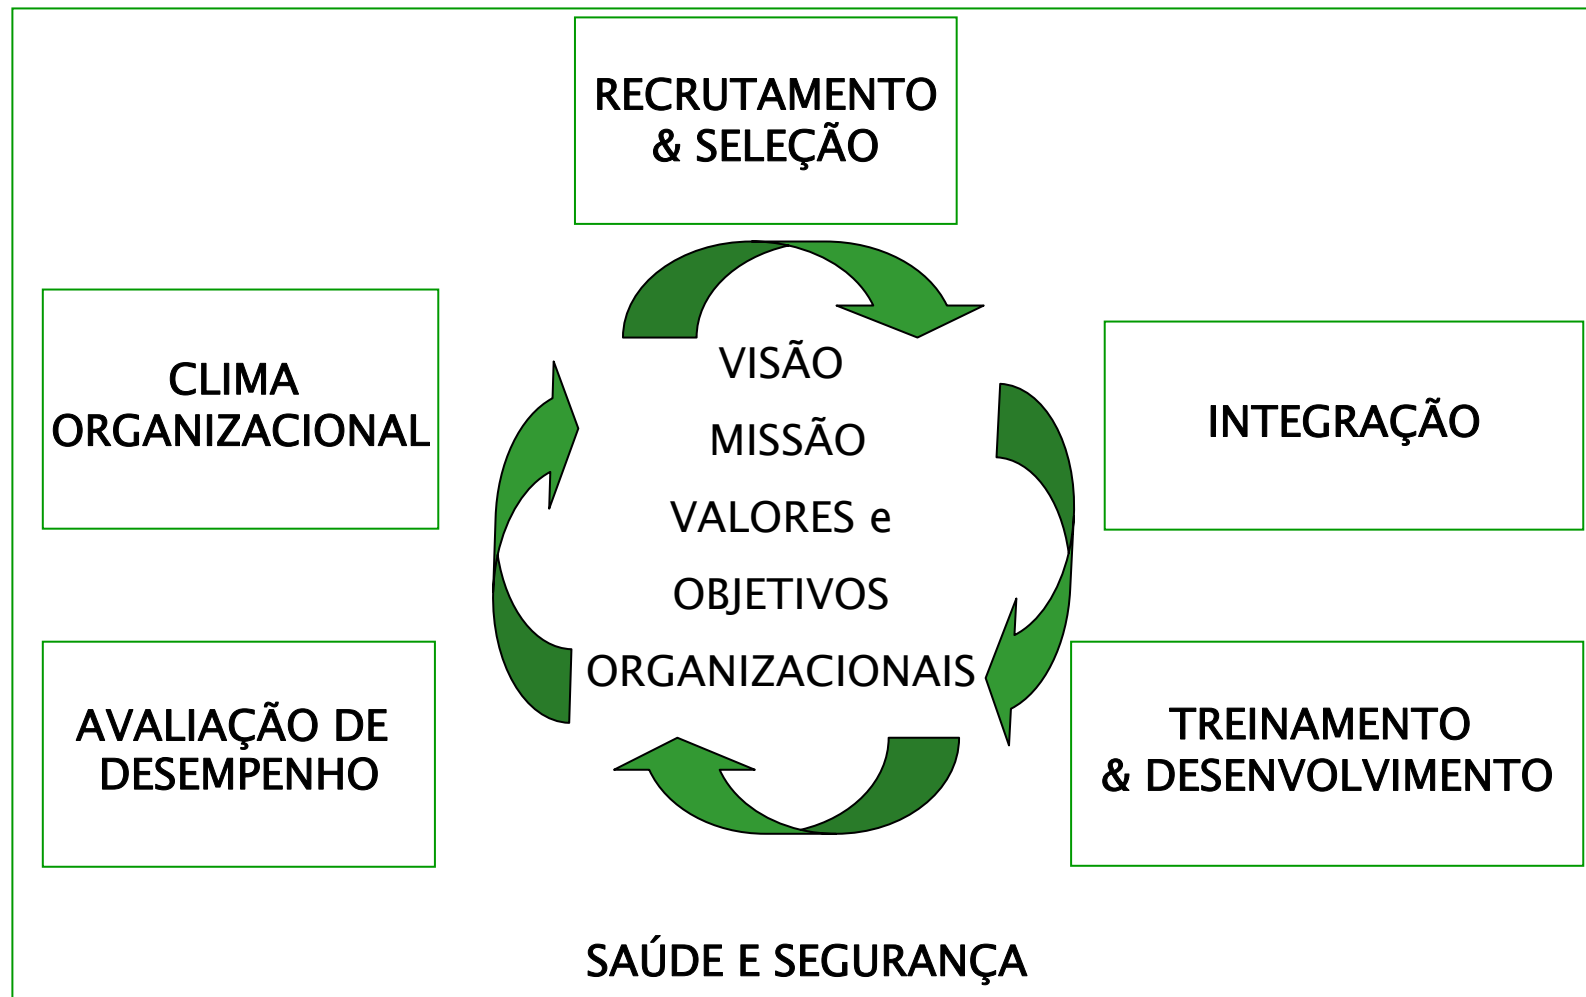 RECRUTAMENTO
& SELEÇÃO
CLIMA
ORGANIZACIONAL
VISÃO
MISSÃO
VALORES e
OBJETIVOS
ORGANIZACIONAIS
INTEGRAÇÃO
AVALIAÇÃO DE
DESEMPENHO
TREINAMENTO
& DESENVOLVIMENTO
SAÚDE E SEGURANÇA